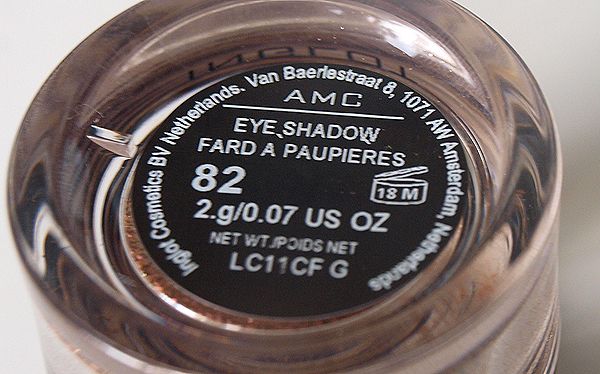 Inglot Cosmetics BV Netherlands. Van Baerlestraat 8, 1071 AW Amsterdam, Netherlands
AMC
EYE SHADOW
FARD A PAUPIERES
82
18 M
2.g/0.07 US OZ
NET WT./POIDS NET
LC11CF G